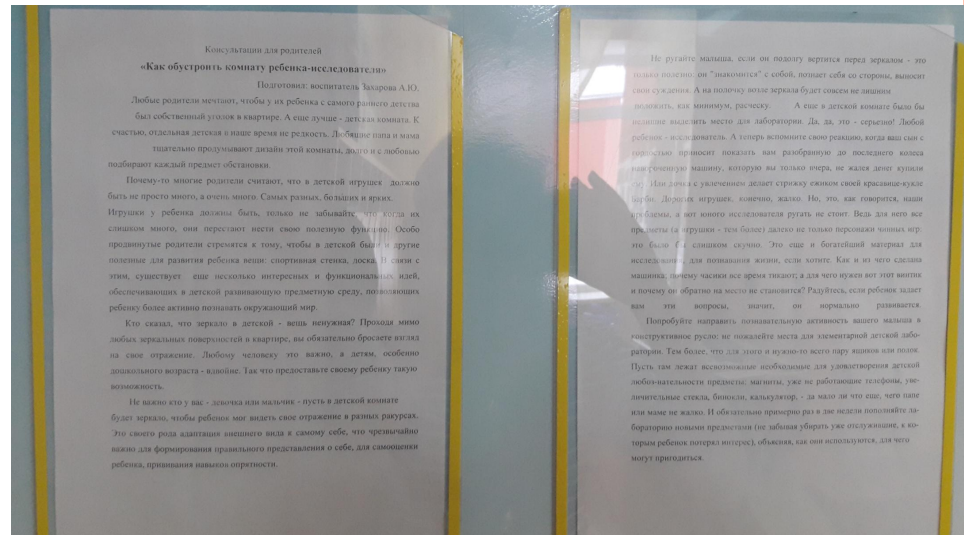 Консультации для родителей
«Как обустроить комнату ребенка-исследователя»
Подготовил: воспитатель Захарова А.Ю.
Любые родители мечтают, чтобы у их ребенка с самого раннего детства
был собственный уголок в квартире. А еще лучше - детская комната. К
счастью, отдельная детская в наше время не редкость. Любящие папа и мама
тщательно продумывают дизайн этой комнаты, долго и с любовью
подбирают каждый предмет обстановки.
Почему-то многие родители считают, что в детской игрушек должно
быть не просто много, а очень много. Самых разных, больших и ярких.
Игрушки у ребенка должны быть, только не забывайте, что когда их
слишком много, они перестают нести свою полезную функцию. Особо
продвинутые родители стремятся к тому, чтобы в детской были и другие
полезные для развития ребенка вещи: спортивная стенка, доска. В связи с
этим, существует еще несколько интересных и функциональных идей,
обеспечивающих в детской развивающую предметную среду, позволяющих
ребенку более активно познавать окружающий мир.
Кто сказал, что зеркало в детской - вещь ненужная? Проходя мимо
любых зеркальных поверхностей в квартире, вы обязательно бросаете взгляд
на свое отражение. Любому человеку это важно, а детям, особенно
дошкольного возраста - вдвойне. Так что предоставьте своему ребенку такую
возможность.
Не важно кто у вас - девочка или мальчик - пусть в детской комнате
будет зеркало, чтобы ребенок мог видеть свое отражение в разных ракурсах.
Это своего рода адаптация внешнего вида к самому себе, что чрезвычайно
важно для формирования правильного представления о себе, для самооценки
ребенка, прививания навыков опрятности.
Не ругайте малыша, если он подолгу вертится перед зеркалом - это
только полезно: он "знакомится" с собой, познает себя со стороны, выносит
свои суждения. А на полочку возле зеркала будет совсем не лишним
положить, как минимум, расческу. А еще в детской комнате было бы
нелишне выделить место для лаборатории. Да, да, это - серьезно! Любой
ребенок - исследователь. А теперь вспомните свою реакцию, когда ваш сын с
гордостью приносит показать вам разобранную до последнего колеса
навороченную машину, которую вы только вчера, не жалея денег купили
ему. Или дочка с увлечением делает стрижку ежиком своей красавице-кукле
Барби. Дорогих игрушек, конечно, жалко. Но, это, как говорится, наши
проблемы, а вот юного исследователя ругать не стоит. Ведь для него все
предметы (а игрушки - тем более) далеко не только персонажи чинных игр:
это было бы слишком скучно. Это еще и богатейший материал для
исследования, для познавания жизни, если хотите. Как и из чего сделана
машинка; почему часики все время тикают; а для чего нужен вот этот винтик
и почему он обратно на место не становится? Радуйтесь, если ребенок задает
вам эти вопросы, значит, он нормально развивается.
Попробуйте направить познавательную активность вашего малыша в
конструктивное русло: не пожалейте места для элементарной детской лабо-
ратории. Тем более, что для этого и нужно-то всего пару ящиков или полок.
Пусть там лежат всевозможные необходимые для удовлетворения детской
любоз-нательности предметы: магниты, уже не работающие телефоны, уве-
личительные стекла, бинокли, калькулятор, - да мало ли что еще, чего папе
или маме не жалко. И обязательно примерно раз в две недели пополняйте ла-
бораторию новыми предметами (не забывая убирать уже отслужившие, к ко-
торым ребенок потерял интерес), объясняя, как они используются, для чего
могут пригодиться.